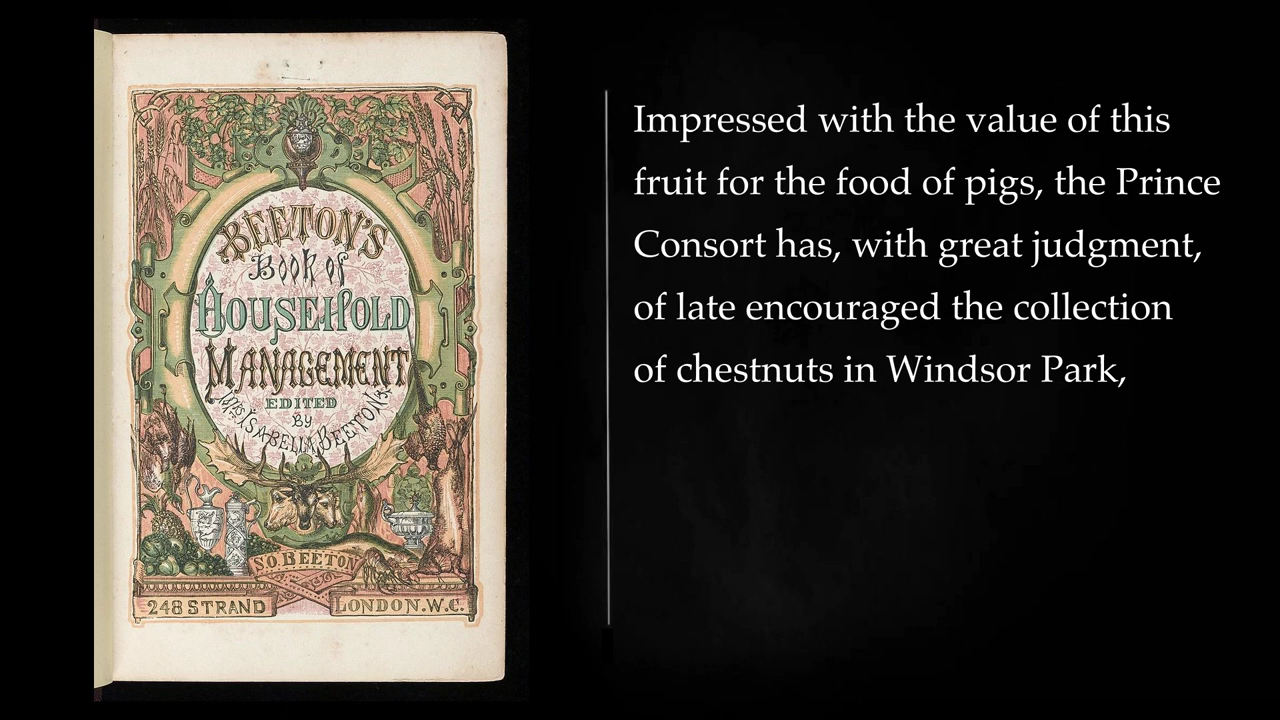 BEETON'S
Book of
HOUSEHOLD
MANAGEMENT
EDITED
BY
MRS ISABELLA BEETON
S.O. BEETON
248 STRAND
LONDON. W.C.
Impressed with the value of this
fruit for the food of pigs, the Prince
Consort has, with great judgment,
of late encouraged the collection
of chestnuts in Windsor Park,